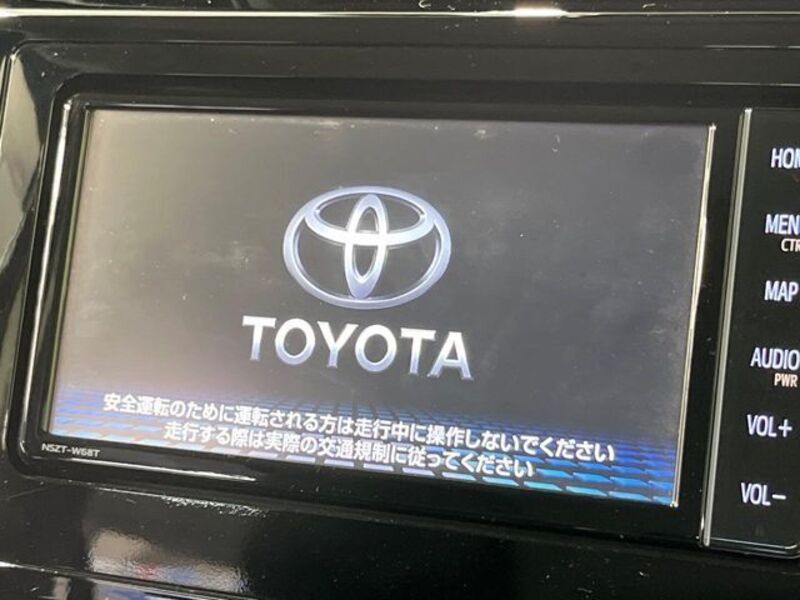 TOYOTA
安全運転のために運転される方は走行中に操作しないでください
走行する際は実際の交通規制に従ってください
NSZT-W68T
MAP
AUDIO
PWR
VOL+
VOL-